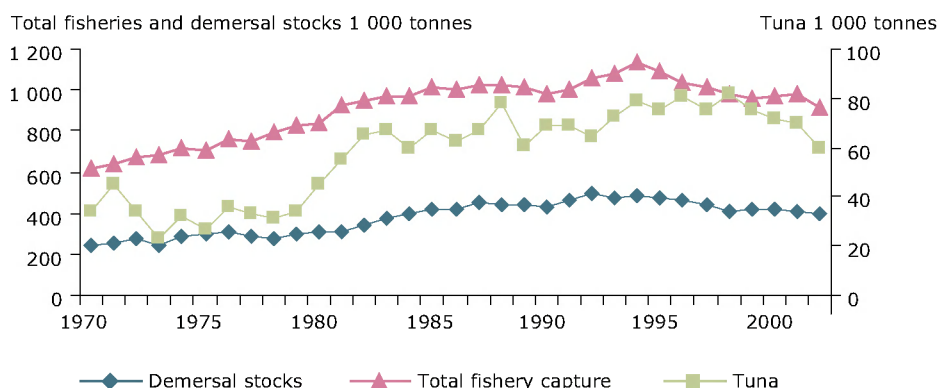 Total fisheries and demersal stocks 1 000 tonnes
Tuna 1 000 tonnes
1 200 100
1 000 80
800 60
600
400 40
200 20
0 0
1970 1975 1980 1985 1990 1995 2000
Demersal stocks Total fishery capture Tuna